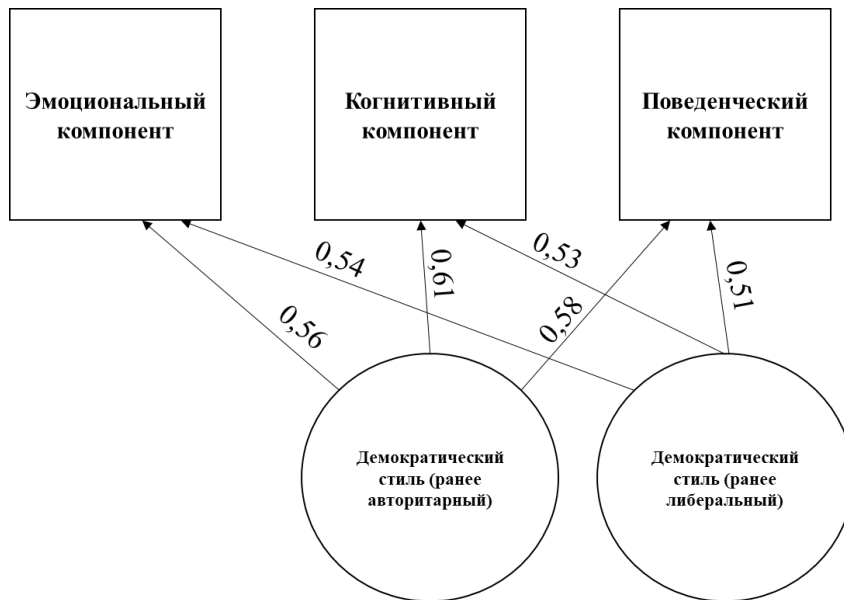 Эмоциональный
компонент
Когнитивный
компонент
Поведенческий
компонент
0,54
0,61
0,53
0,51
0,56
0,58
Демократический
стиль (ранее
авторитарный)
Демократический
стиль (ранее
либеральный)